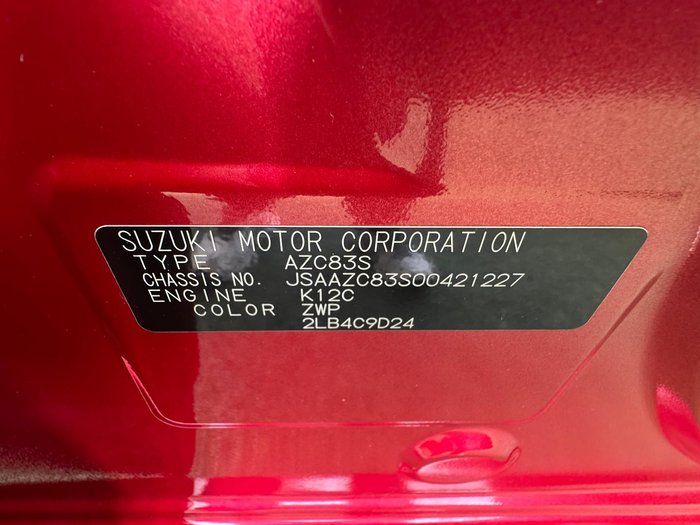 SUZUKI MOTOR CORPORATION
TYPE AZC83S
CHASSIS NO. JSAAZC83S00421227
ENGINE K12C
COLOR ZWP
2LB4C9D24